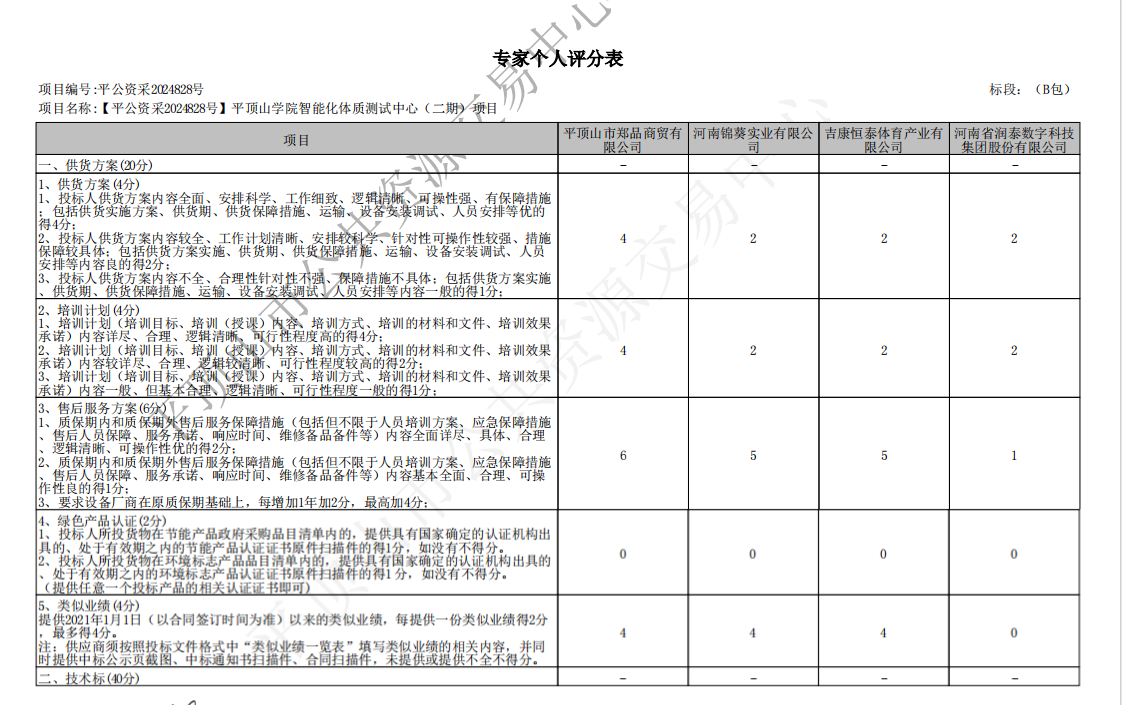 专家个人评分表
项目编号:平公资采2024828号
标段：（B包）
项目名称:【平公资采2024828号】平顶山学院智能化体质测试中心（二期）项目
项目
平顶山市郑品商贸有
限公司
河南锦葵实业有限公
司
吉康恒泰体育产业有
限公司
河南省润泰数字科技
集团股份有限公司
一、供货方案(20分)
–
–
–
–
1、供货方案(4分)
1、投标人供货方案内容全面、安排科学、工作细致、逻辑清晰、可操性强、有保障措施
；包括供货实施方案、供货期、供货保障措施、运输、设备安装调试、人员安排等优的
得4分；
2、投标人供货方案内容较全、工作计划清晰、安排较科学、针对性可操作性较强、措施
保障较具体；包括供货方案实施、供货期、供货保障措施、运输、设备安装调试、人员
安排等内容良的得2分；
3、投标人供货方案内容不全、合理性针对性不强、保障措施不具体；包括供货方案实施
、供货期、供货保障措施、运输、设备安装调试、人员安排等内容一般的得1分；
4
2
2
2
2、培训计划(4分)
1、培训计划（培训目标、培训（授课）内容、培训方式、培训的材料和文件、培训效果
承诺）内容详尽、合理、逻辑清晰、可行性程度高的得4分；
2、培训计划（培训目标、培训（授课）内容、培训方式、培训的材料和文件、培训效果
承诺）内容较详尽、合理、逻辑较清晰、可行性程度较高的得2分；
3、培训计划（培训目标、培训（授课）内容、培训方式、培训的材料和文件、培训效果
承诺）内容一般、但基本合理、逻辑清晰、可行性程度一般的得1分；
4
2
2
2
3、售后服务方案(6分)
1、质保期内和质保期外售后服务保障措施（包括但不限于人员培训方案、应急保障措施
、售后人员保障、服务承诺、响应时间、维修备品备件等）内容全面详尽、具体、合理
、逻辑清晰、可操作性优的得2分；
2、质保期内和质保期外售后服务保障措施（包括但不限于人员培训方案、应急保障措施
、售后人员保障、服务承诺、响应时间、维修备品备件等）内容基本全面、合理、可操
作性良的得1分；
3、要求设备厂商在原质保期基础上，每增加1年加2分，最高加4分；
6
5
5
1
4、绿色产品认证(2分)
1、投标人所投货物在节能产品政府采购品目清单内的，提供具有国家确定的认证机构出
具的、处于有效期之内的节能产品认证证书原件扫描件的得1分，如没有不得分。
2、投标人所投货物在环境标志产品品目清单内的，提供具有国家确定的认证机构出具的
、处于有效期之内的环境标志产品认证证书原件扫描件的得1 分，如没有不得分。
（提供任意一个投标产品的相关认证证书即可）
0
0
0
0
5、类似业绩(4分)
提供2021年1月1日（以合同签订时间为准）以来的类似业绩，每提供一份类似业绩得2分
，最多得4分。
注：供应商须按照投标文件格式中“类似业绩一览表”填写类似业绩的相关内容，并同
时提供中标公示页截图、中标通知书扫描件、合同扫描件，未提供或提供不全不得分。
4
4
4
0
二、技术标(40分)
–
–
–
–
平顶山市公共资源交易中心
平顶山市公共资源交易中心